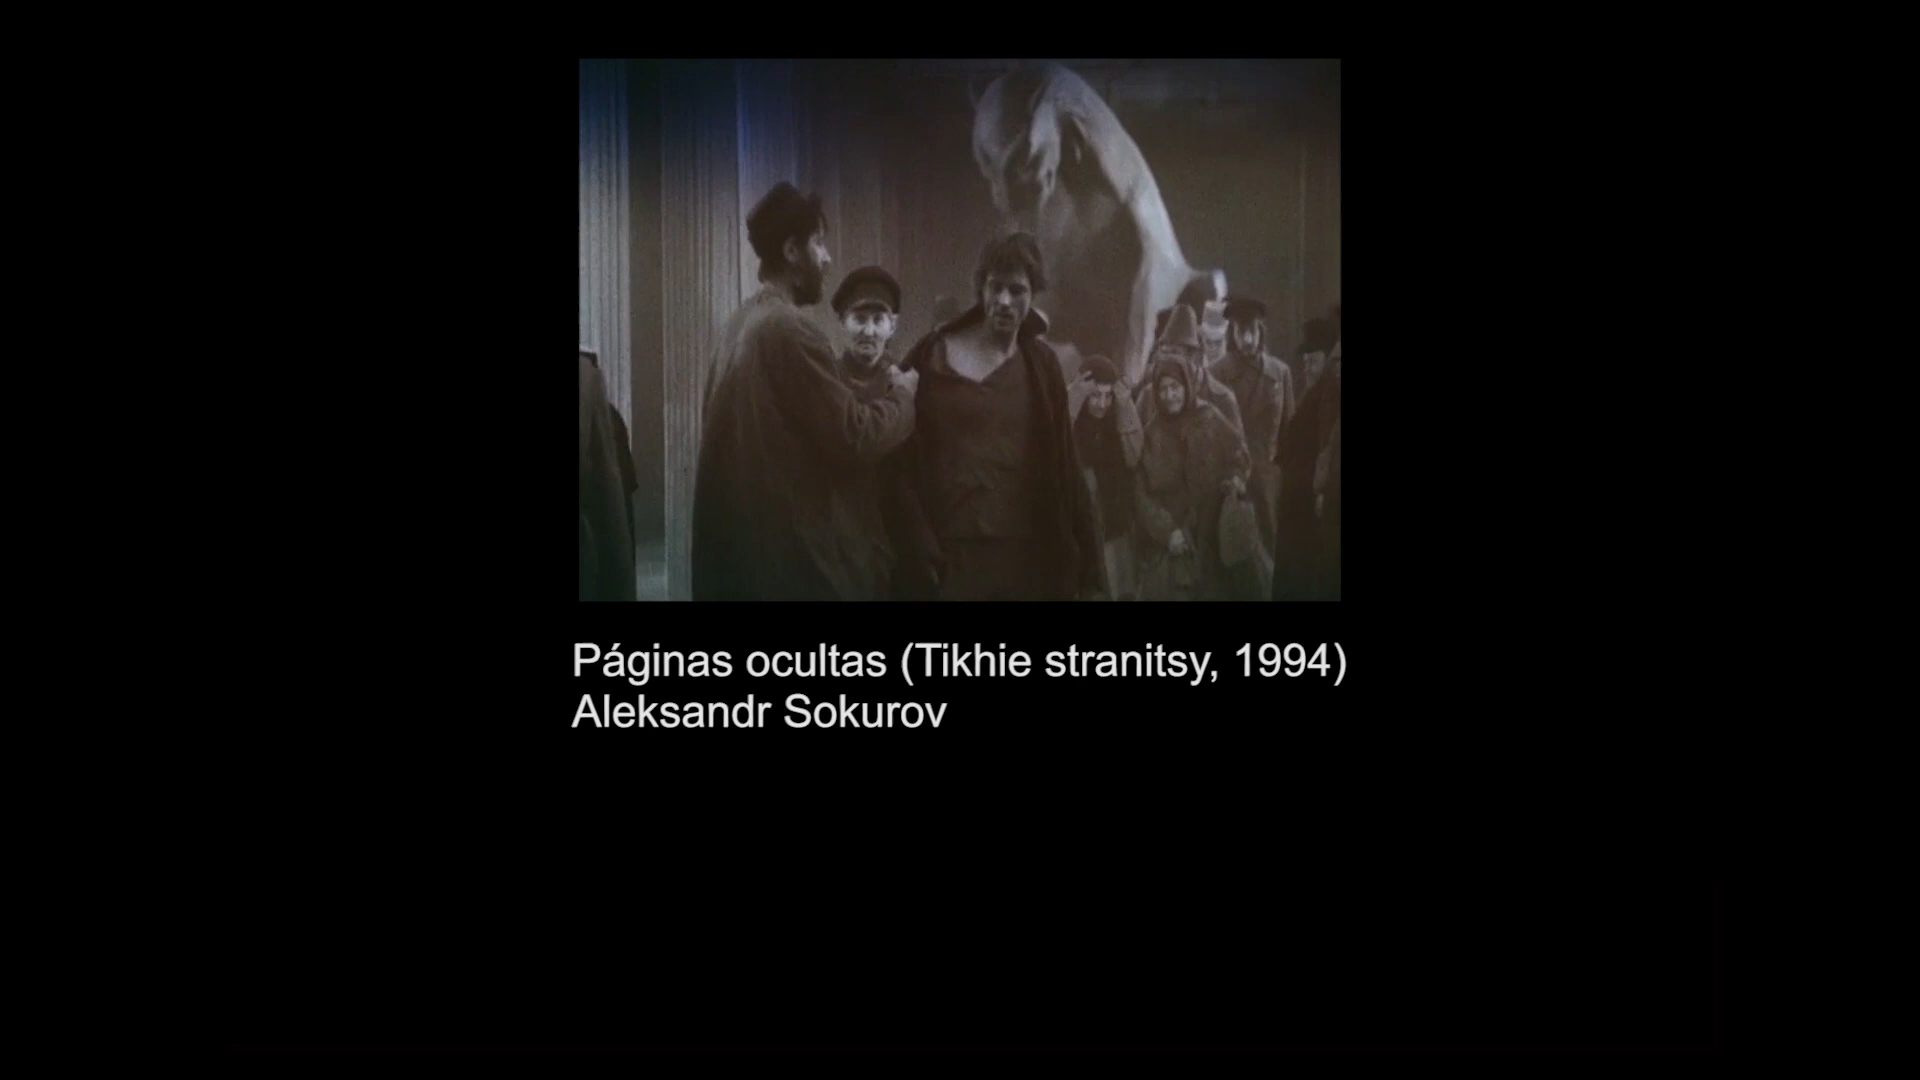 Páginas ocultas (Tikhie stranitsy, 1994)
Aleksandr Sokurov